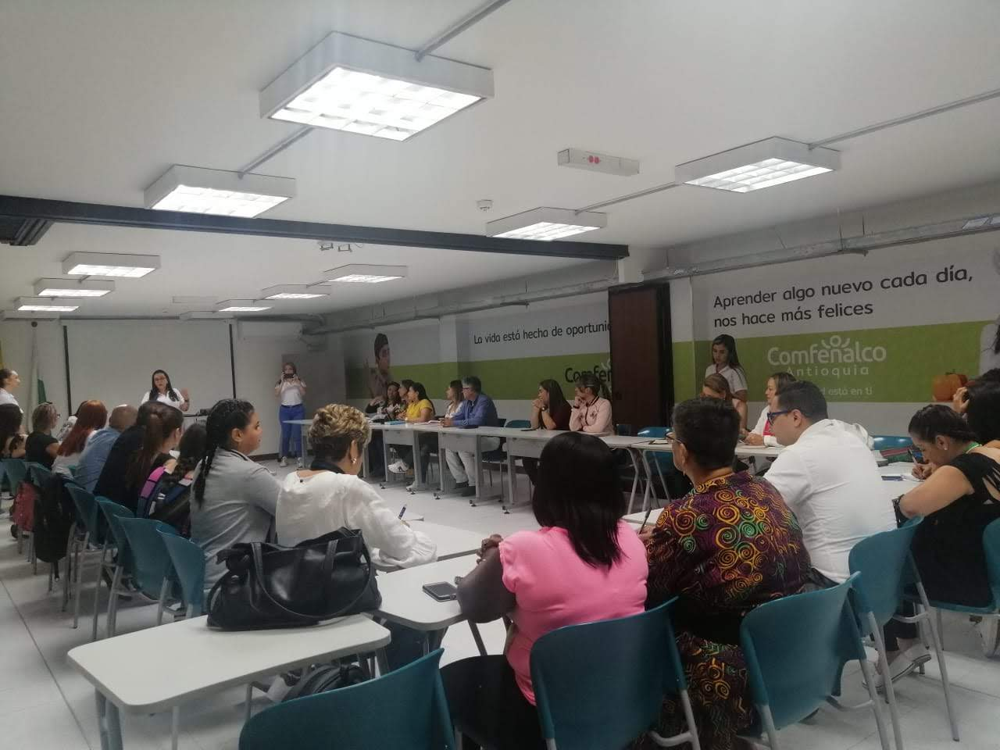 La vida está hecha de
Aprender algo nuevo cada día,
nos hace más felices
Comfenalco
Antioquia
está en ti